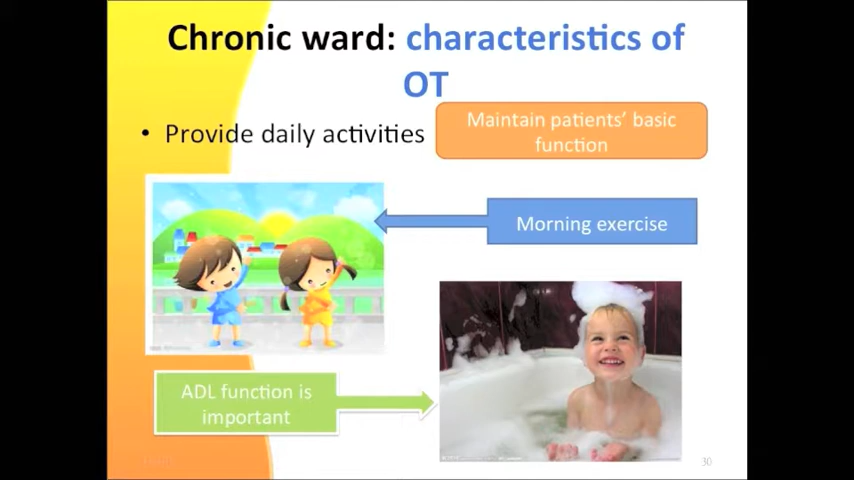 Chronic ward: characteristics of
OT
• Provide daily activities
Maintain patients' basic
function
Morning exercise
ADL function is
important
30